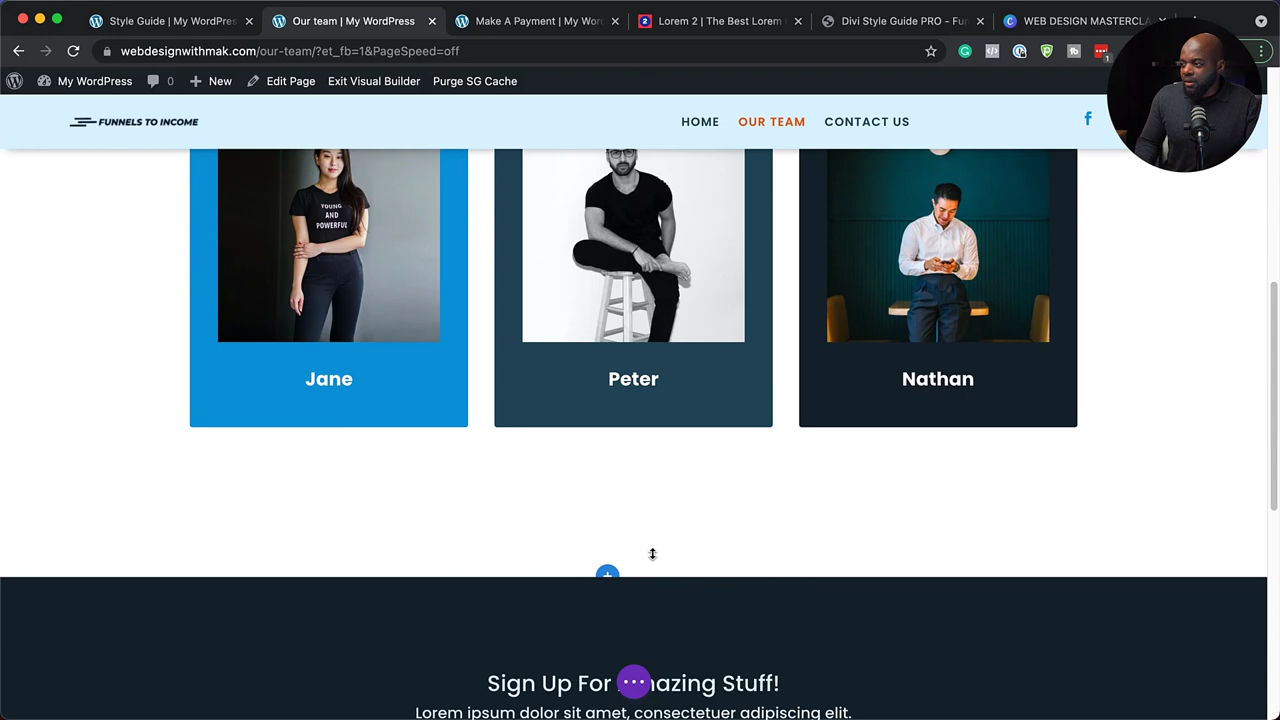 Style Guide | My WordPres
Our team | My WordPress
Make A Payment | My Wor
Lorem 2 | The Best Lorem
Divi Style Guide PRO - Fu
WEB DESIGN MASTERCLA
webdesignwithmak.com/our-team/?et_fb=1&PageSpeed=off
1
My WordPress
0
New
Edit Page
Exit Visual Builder
Purge SG Cache
FUNNELS TO INCOME
HOME
OUR TEAM
CONTACT US
YOUNG
AND
POWERFUL
Jane
Peter
Nathan
Sign Up For mazing Stuff!
Lorem ipsum dolor sit amet, consectetuer adipiscing elit.